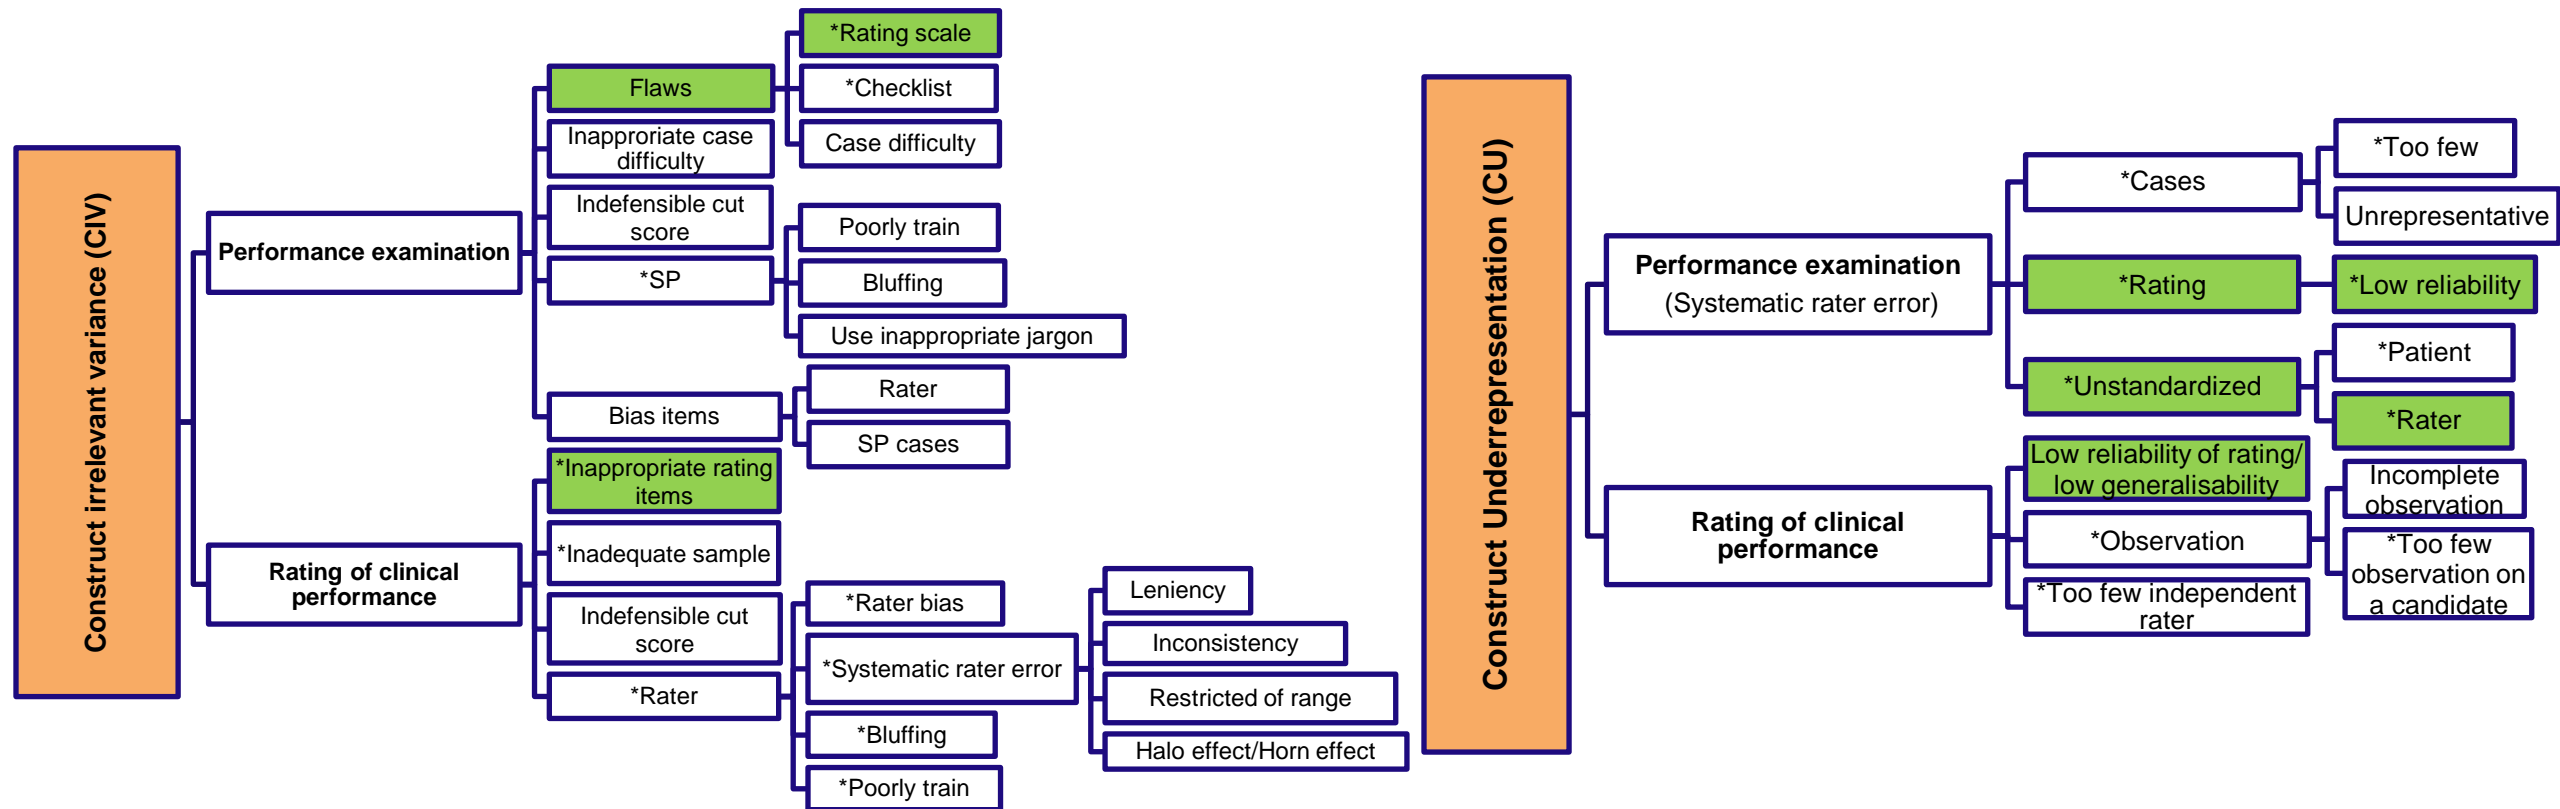 Construct irrelevant variance (CIV)
Performance examination
Flaws
*Rating scale
*Checklist
Case difficulty
Inapproriate case
difficulty
Indefensible cut
score
*SP
Poorly train
Bluffing
Use inappropriate jargon
Bias items
Rater
SP cases
Rating of clinical
performance
*Inappropriate rating
items
*Inadequate sample
Indefensible cut
score
*Rater
*Rater bias
*Systematic rater error
Leniency
Inconsistency
Restricted of range
Halo effect/Horn effect
*Bluffing
*Poorly train
Construct Underrepresentation (CU)
Performance examination
(Systematic rater error)
*Cases
*Too few
Unrepresentative
*Rating
*Low reliability
*Unstandardized
*Patient
*Rater
Rating of clinical
performance
Low reliability of rating/
low generalisability
*Observation
Incomplete
observation
*Too few
observation on
a candidate
*Too few independent
rater